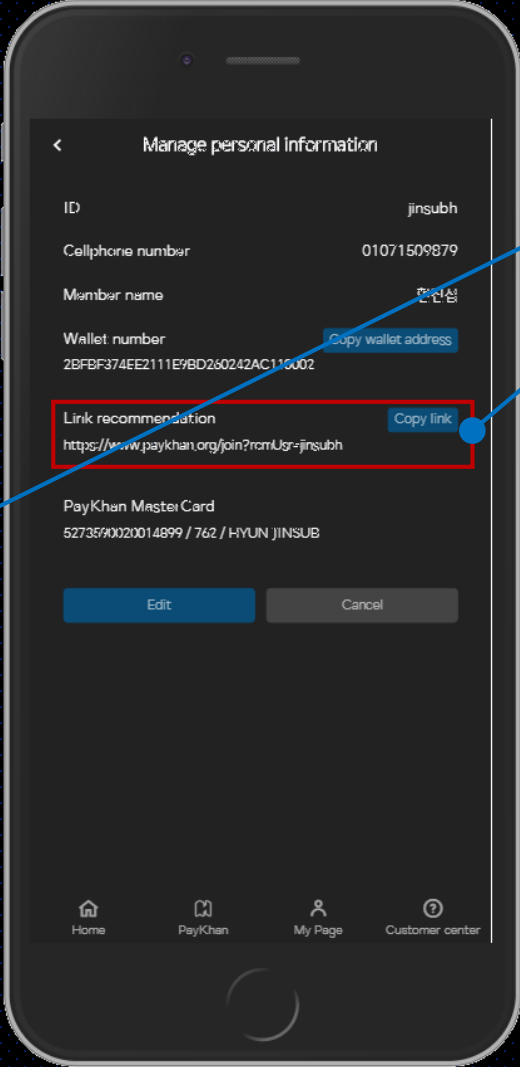 Manage personal information
ID jinsubh
Cellphone number 01071509879
Member name
Wallet number Copy wallet address
Link recommendation Copy link
https://www.paykhan.org/join?rcmUsr=jinsubh
PayKhan MasterCard
/ 762 / HYUN JINSUB
Edit Cancel
Home PayKhan My Page Customer center